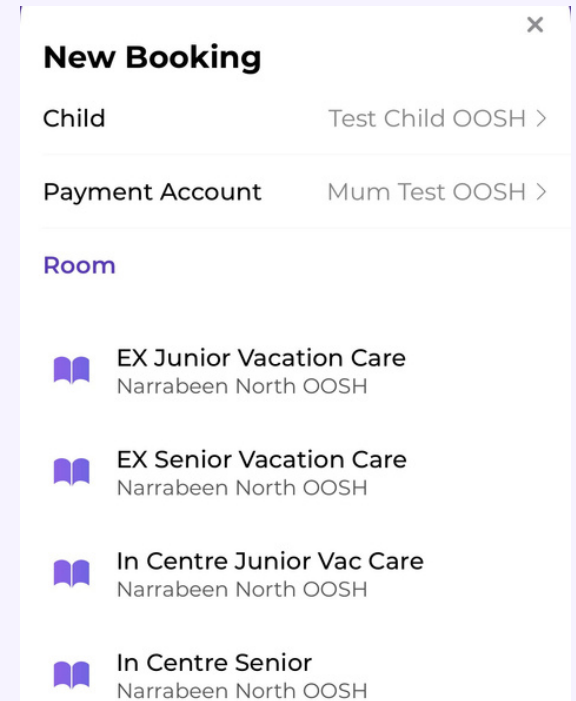 New Booking
Child Test Child OOSH
Payment Account Mum Test OOSH
Room
EX Junior Vacation Care
Narrabeen North OOSH
EX Senior Vacation Care
Narrabeen North OOSH
In Centre Junior Vac Care
Narrabeen North OOSH
In Centre Senior
Narrabeen North OOSH